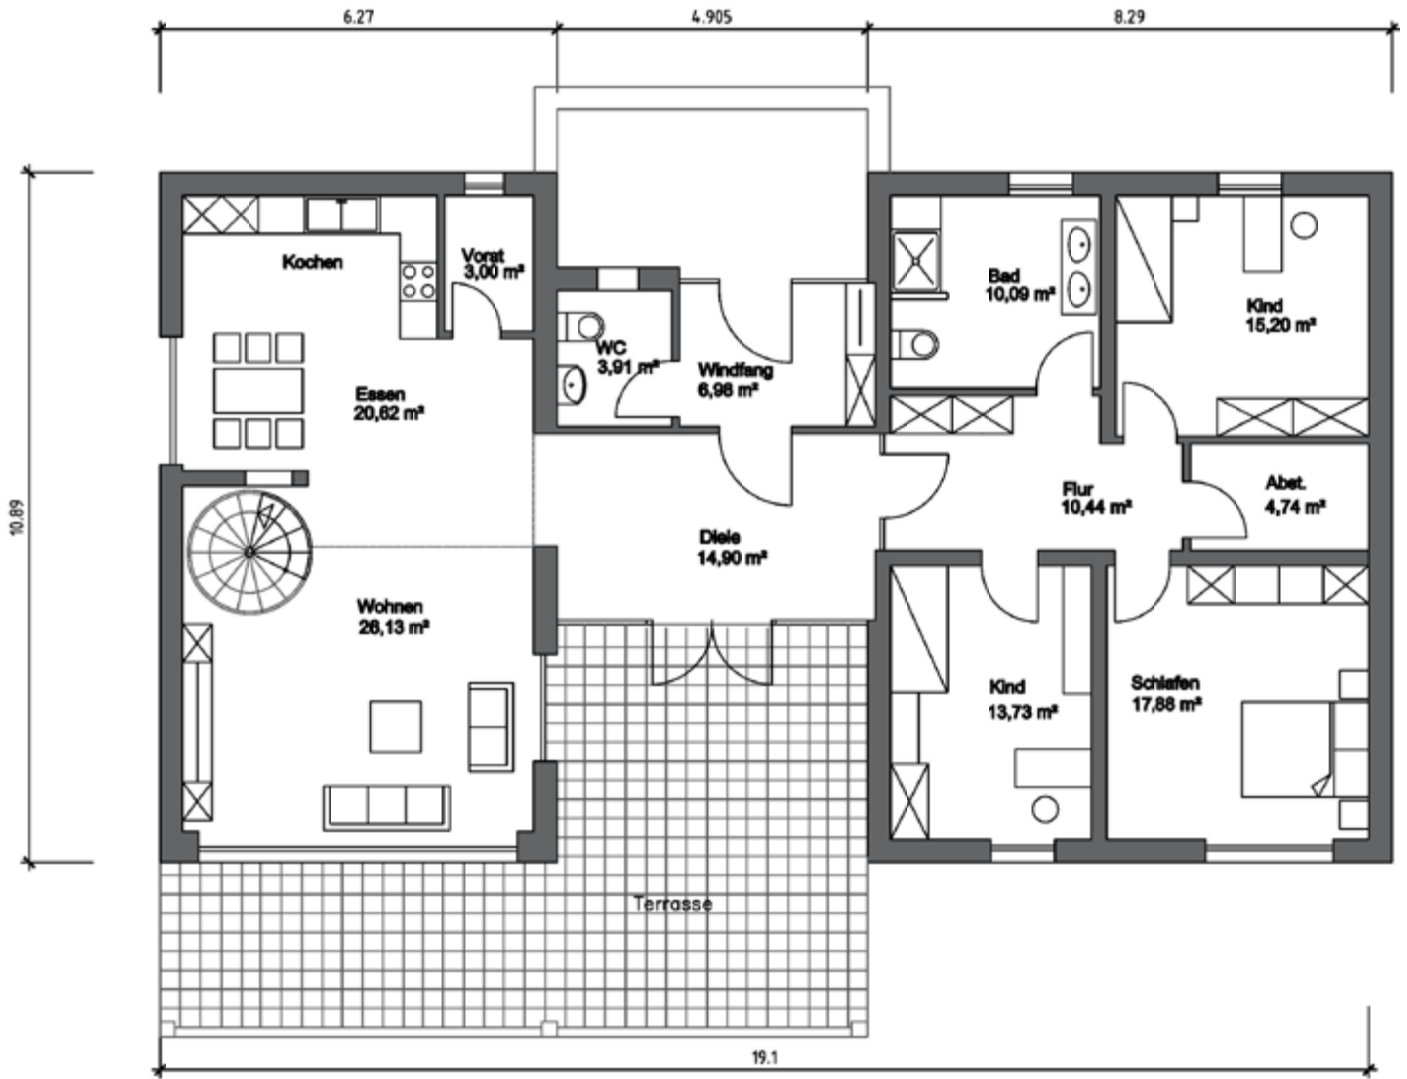 6.27
4.905
8.29
10.89
Kochen
Vorat
3,00 m²
Bad
10,09 m²
Kind
15,20 m²
WC
3,91 m²
Windfang
6,98 m²
Essen
20,62 m²
Flur
10,44 m²
Abst.
4,74 m²
Diele
14,90 m²
Wohnen
26,13 m²
Kind
13,73 m²
Schlafen
17,88 m²
Terrasse
19.1